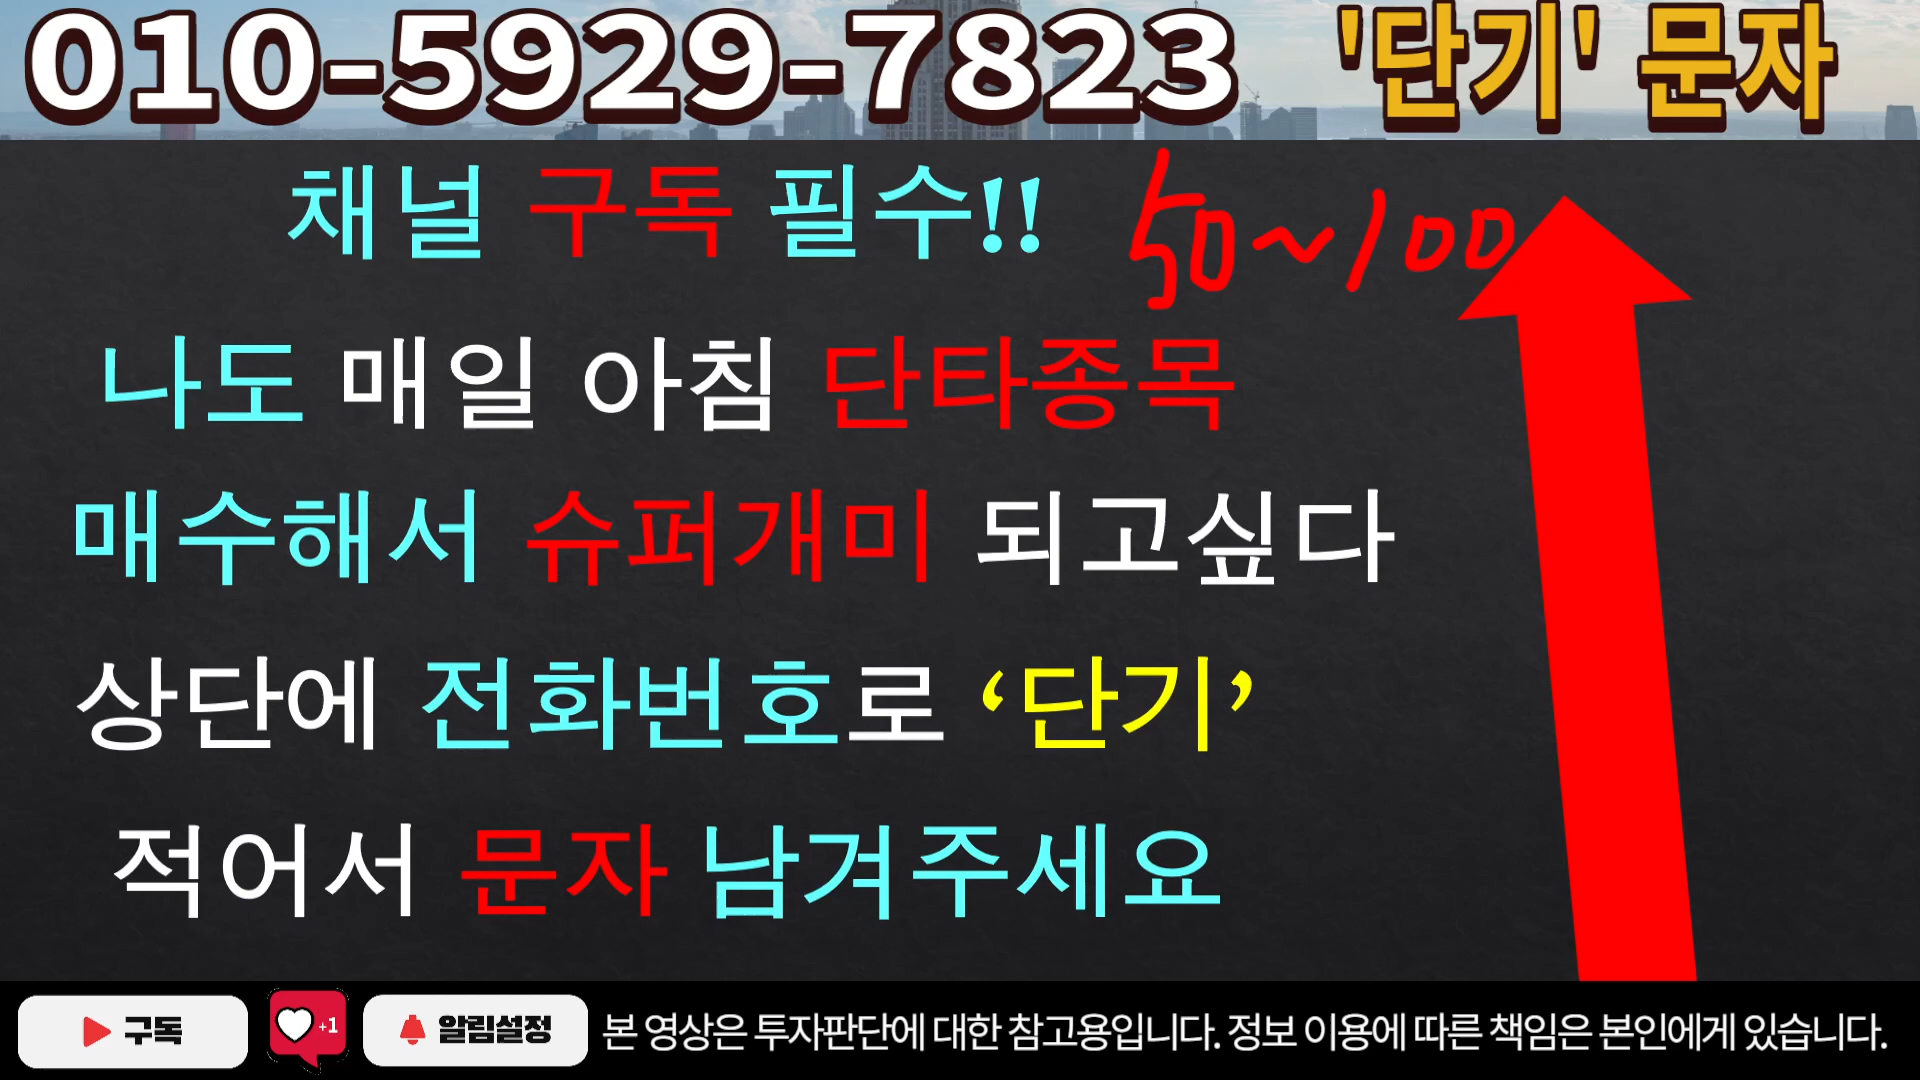 010-5929-7823 '단기' 문자
채널 구독 필수!! 50~100
나도 매일 아침 단타종목
매수해서 슈퍼개미 되고싶다
상단에 전화번호로 ‘단기’
적어서 문자 남겨주세요
구독 +1 알림설정 본 영상은 투자판단에 대한 참고용입니다. 정보 이용에 따른 책임은 본인에게 있습니다.